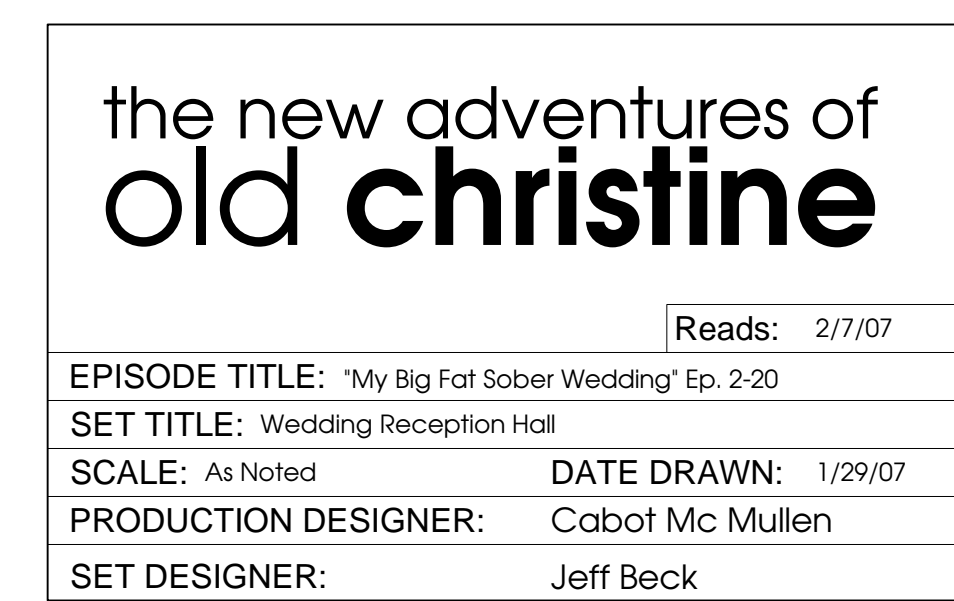 the new adventures of
old christine
Reads: 2/7/07
EPISODE TITLE: "My Big Fat Sober Wedding" Ep. 2-20
SET TITLE: Wedding Reception Hall
SCALE: As Noted DATE DRAWN: 1/29/07
PRODUCTION DESIGNER: Cabot Mc Mullen
SET DESIGNER: Jeff Beck